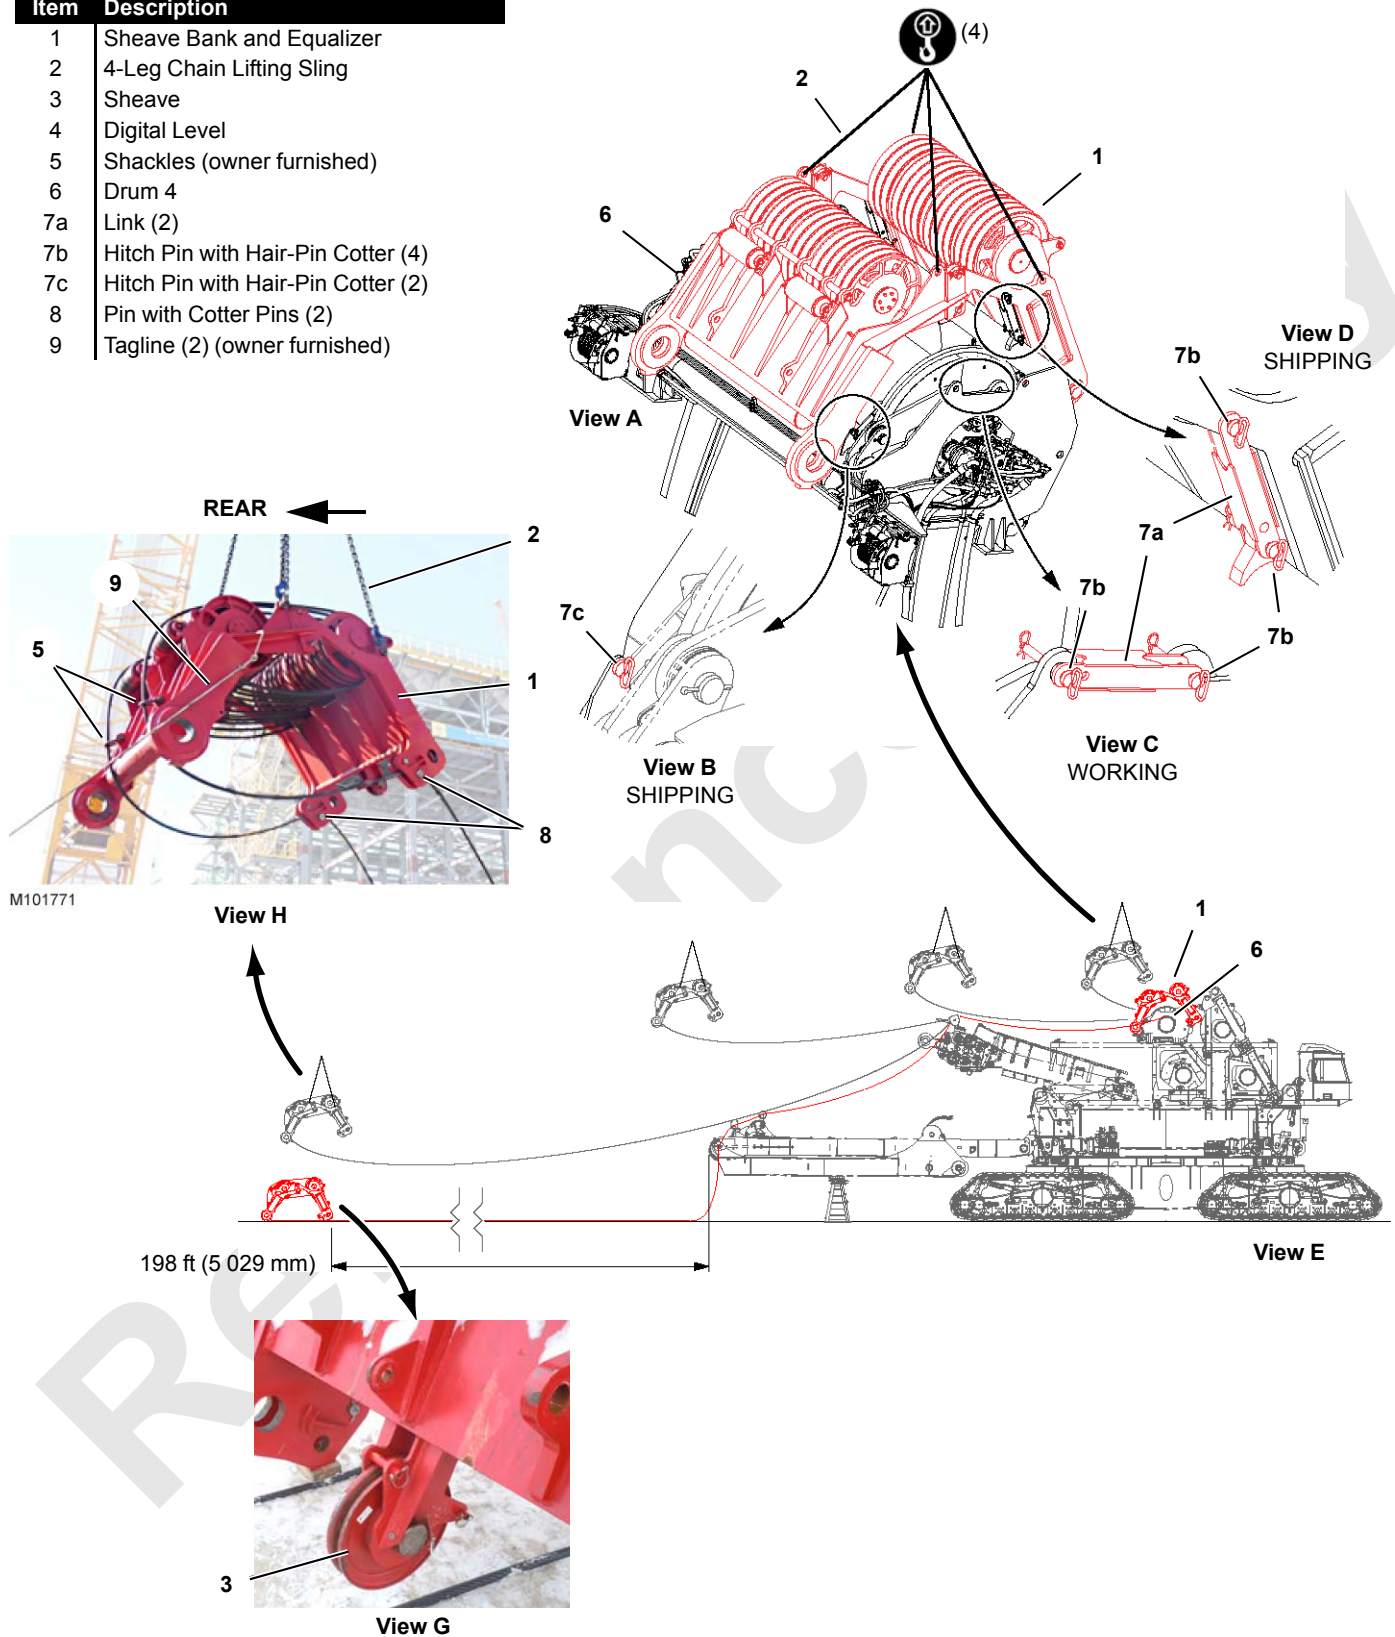 Item Description
1 Sheave Bank and Equalizer
2 4-Leg Chain Lifting Sling
3 Sheave
4 Digital Level
5 Shackles (owner furnished)
6 Drum 4
7a Link (2)
7b Hitch Pin with Hair-Pin Cotter (4)
7c Hitch Pin with Hair-Pin Cotter (2)
8 Pin with Cotter Pins (2)
9 Tagline (2) (owner furnished)
(4)
2
1
6
View A
View D
SHIPPING
7b
7a
7b
7b
7c
View B
SHIPPING
View C
WORKING
REAR
2
9
5
1
8
M101771
View H
1
6
198 ft (5 029 mm)
View E
3
View G